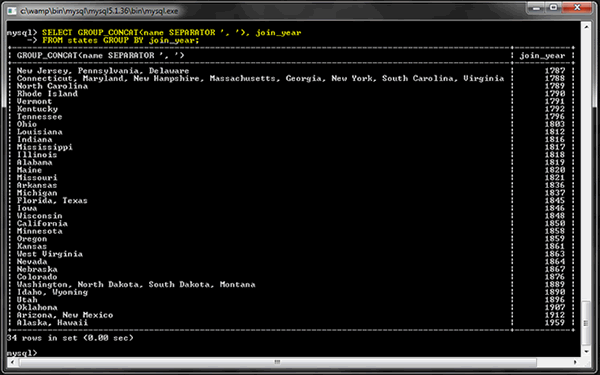 c:\wamp\bin\mysql\mysql5.1.36\bin\mysql.exe
mysql> SELECT GROUP_CONCAT(name SEPARATOR ', '), join_year
-> FROM states GROUP BY join_year;
| GROUP_CONCAT(name SEPARATOR ', ') | join_year |
| New Jersey, Pennsylvania, Delaware | 1787 |
| Connecticut, Maryland, New Hampshire, Massachusetts, Georgia, New York, South Carolina, Virginia | 1788 |
| North Carolina | 1789 |
| Rhode Island | 1790 |
| Vermont | 1791 |
| Kentucky | 1792 |
| Tennessee | 1796 |
| Ohio | 1803 |
| Louisiana | 1812 |
| Indiana | 1816 |
| Mississippi | 1817 |
| Illinois | 1818 |
| Alabama | 1819 |
| Maine | 1820 |
| Missouri | 1821 |
| Arkansas | 1836 |
| Michigan | 1837 |
| Florida, Texas | 1845 |
| Iowa | 1846 |
| Wisconsin | 1848 |
| California | 1850 |
| Minnesota | 1858 |
| Oregon | 1859 |
| Kansas | 1861 |
| West Virginia | 1863 |
| Nevada | 1864 |
| Nebraska | 1867 |
| Colorado | 1876 |
| Washington, North Dakota, South Dakota, Montana | 1889 |
| Idaho, Wyoming | 1890 |
| Utah | 1896 |
| Oklahoma | 1907 |
| Arizona, New Mexico | 1912 |
| Alaska, Hawaii | 1959 |
34 rows in set (0.00 sec)
mysql>